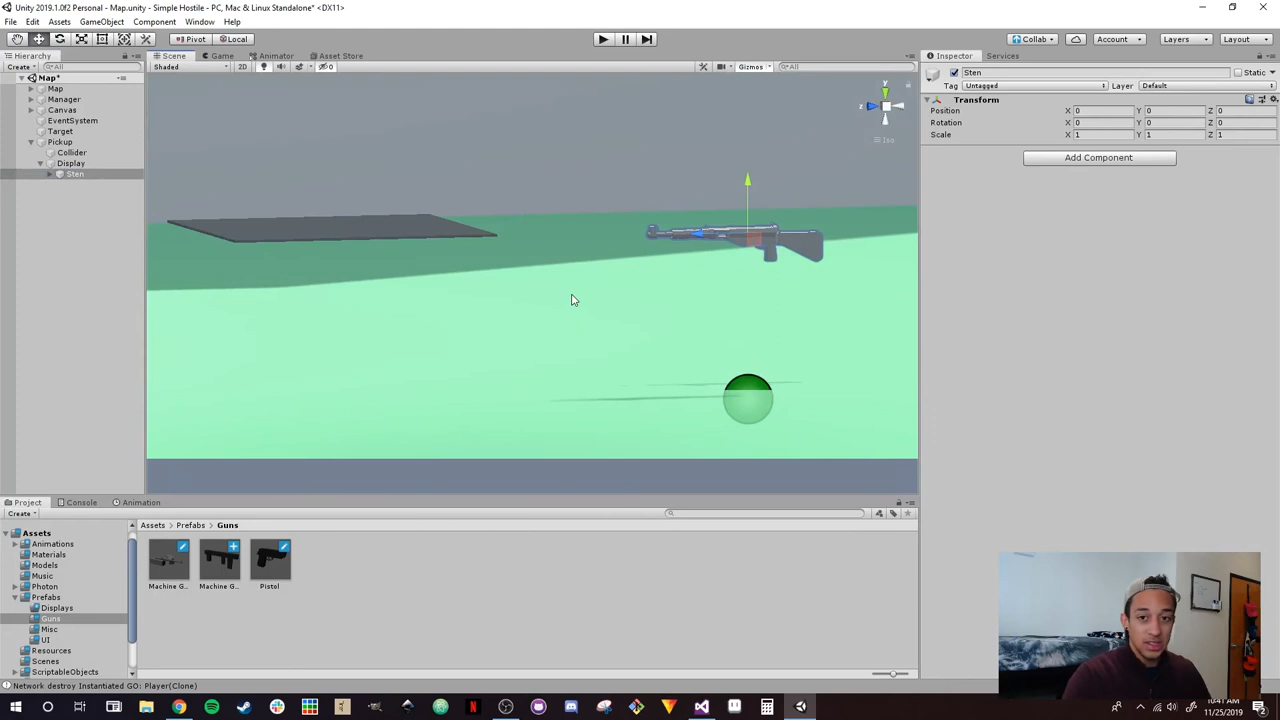 Unity 2019.1.0f2 Personal - Map.unity - Simple Hostile - PC, Mac & Linux Standalone* <DX11>
File Edit Assets GameObject Component Window Help
Pivot Local Collab Account Layers Layout
Hierarchy Scene Game Animator Asset Store Inspector Services
Create All Shaded 2D 0 Gizmos All Sten Static
Map* Tag Untagged Layer Default
Map Transform
Manager Position X 0 Y 0 Z 0
Canvas Rotation X 0 Y 0 Z 0
EventSystem Scale X 1 Y 1 Z 1
Target
Pickup
Collider Add Component
Display
Sten
y
z
Iso
Project Console Animation
Create
Assets Assets Prefabs Guns
Animations
Materials
Models
Music
Photon Machine G.. Machine G.. Pistol
Prefabs
Displays
Guns
Misc
UI
Resources
Scenes
ScriptableObjects
Network destroy Instantiated GO: Player(Clone)
11/25/2019